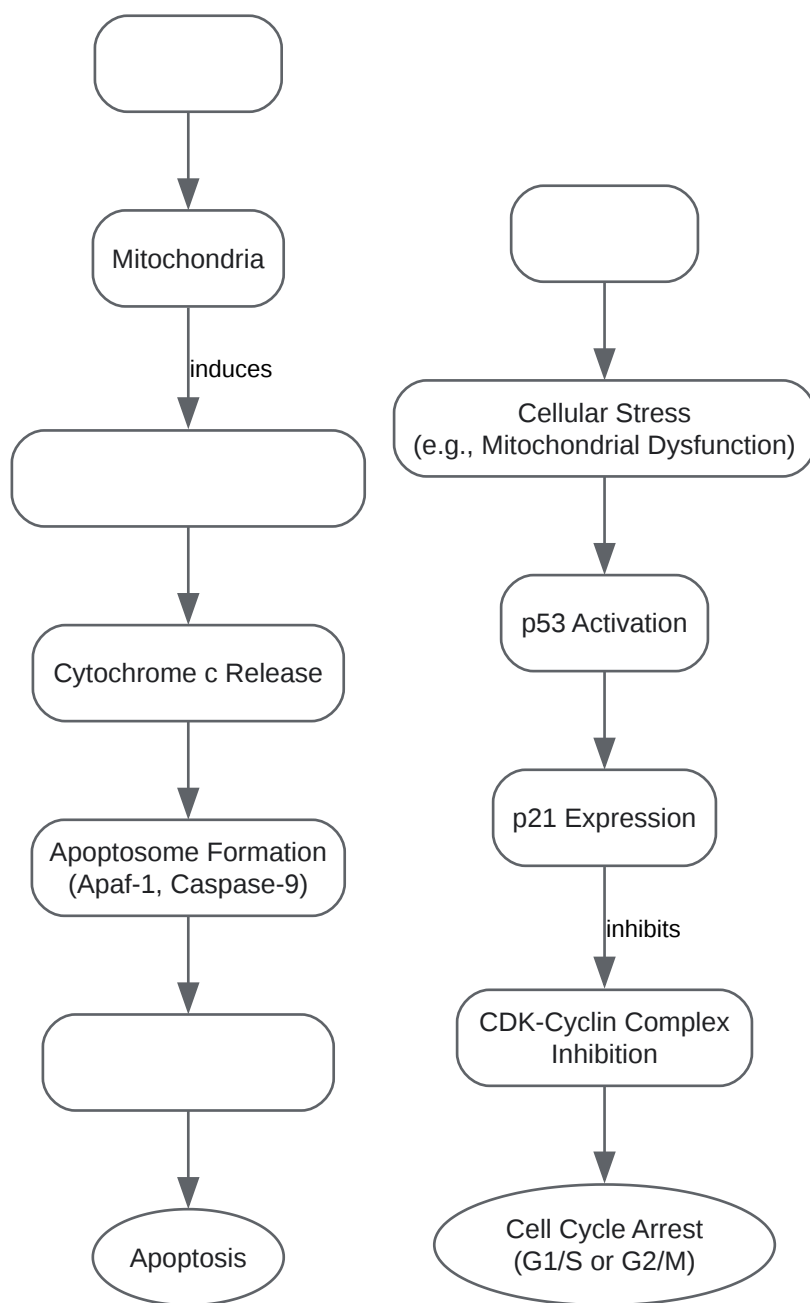 Mitochondria
induces
Cytochrome c Release
Apoptosome Formation
(Apaf-1, Caspase-9)
Apoptosis
Cellular Stress
(e.g., Mitochondrial Dysfunction)
p53 Activation
p21 Expression
inhibits
CDK-Cyclin Complex
Inhibition
Cell Cycle Arrest
(G1/S or G2/M)